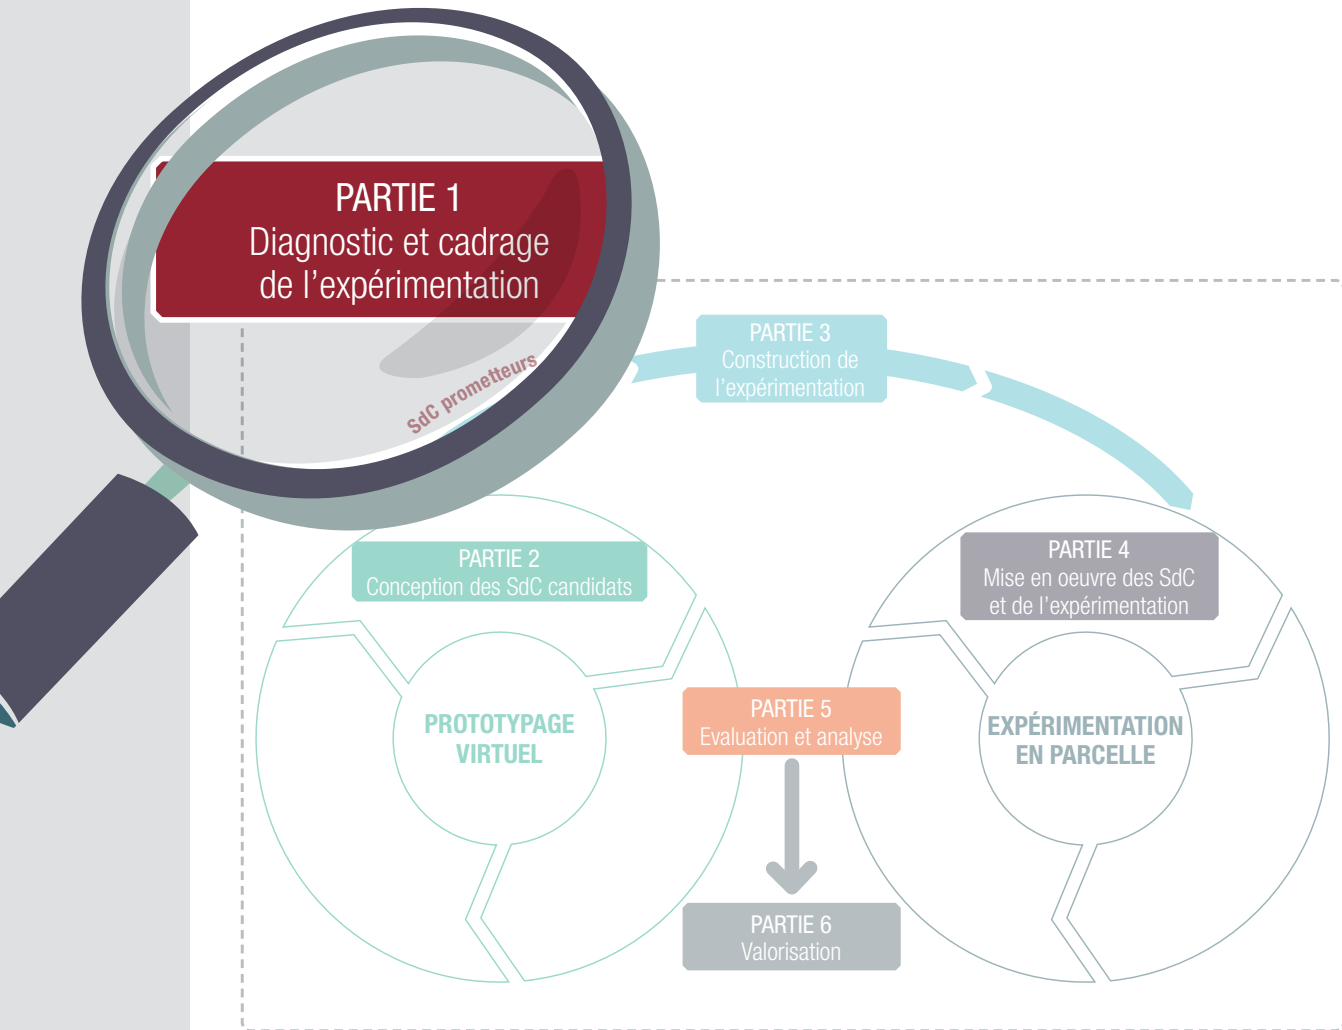 PARTIE 1
Diagnostic et cadrage
de l'expérimentation
SdC prometteurs
PARTIE 3
Construction de
l'expérimentation
PARTIE 2
Conception des SdC candidats
PARTIE 4
Mise en oeuvre des SdC
et de l'expérimentation
PROTOTYPAGE
VIRTUEL
PARTIE 5
Evaluation et analyse
EXPÉRIMENTATION
EN PARCELLE
PARTIE 6
Valorisation